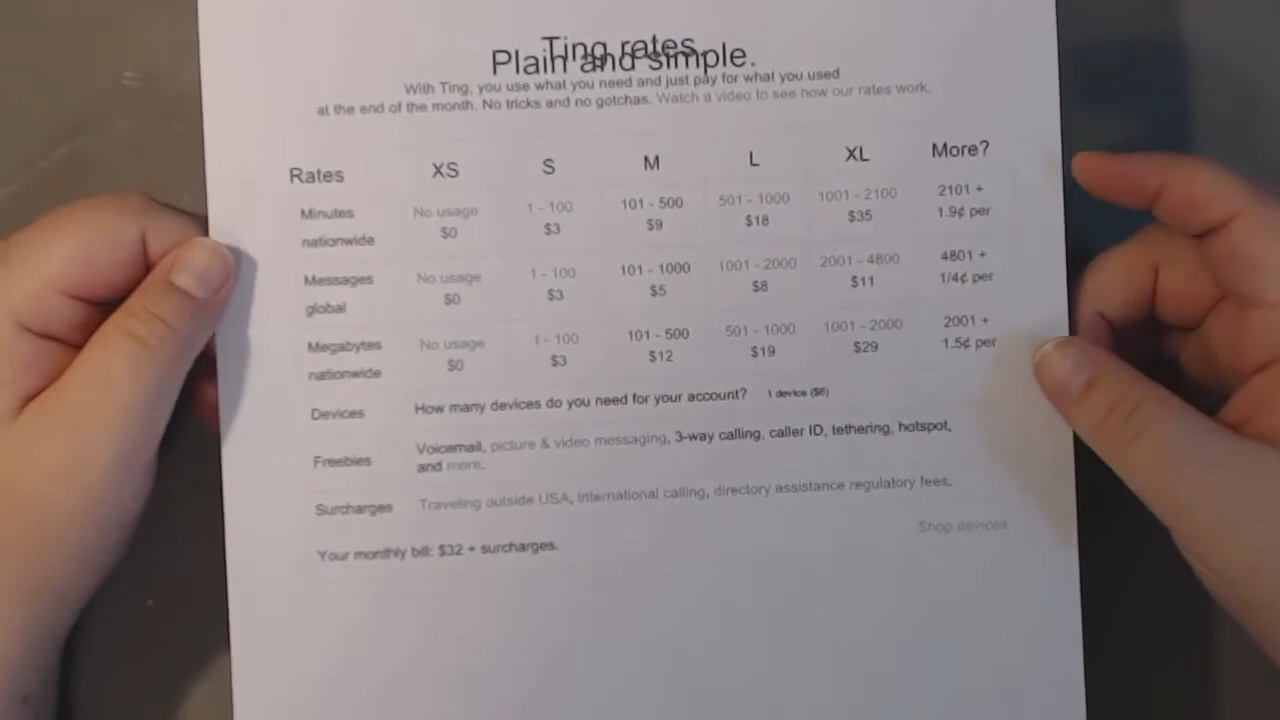 Ting rates.
Plain and simple.
With Ting, you use what you need and just pay for what you used
at the end of the month. No tricks and no gotchas. Watch a video to see how our rates work.
Rates XS S M L XL More?
Minutes nationwide
No usage $0
1 - 100 $3
101 - 500 $9
501 - 1000 $18
1001 - 2100 $35
2101 + 1.9¢ per
Messages global
No usage $0
1 - 100 $3
101 - 1000 $5
1001 - 2000 $8
2001 - 4800 $11
4801 + 1/4¢ per
Megabytes nationwide
No usage $0
1 - 100 $3
101 - 500 $12
501 - 1000 $19
1001 - 2000 $29
2001 + 1.5¢ per
Devices How many devices do you need for your account? 1 device ($6)
Freebies Voicemail, picture & video messaging, 3-way calling, caller ID, tethering, hotspot,
and more.
Surcharges Traveling outside USA, international calling, directory assistance regulatory fees.
Shop devices
Your monthly bill: $32 + surcharges.